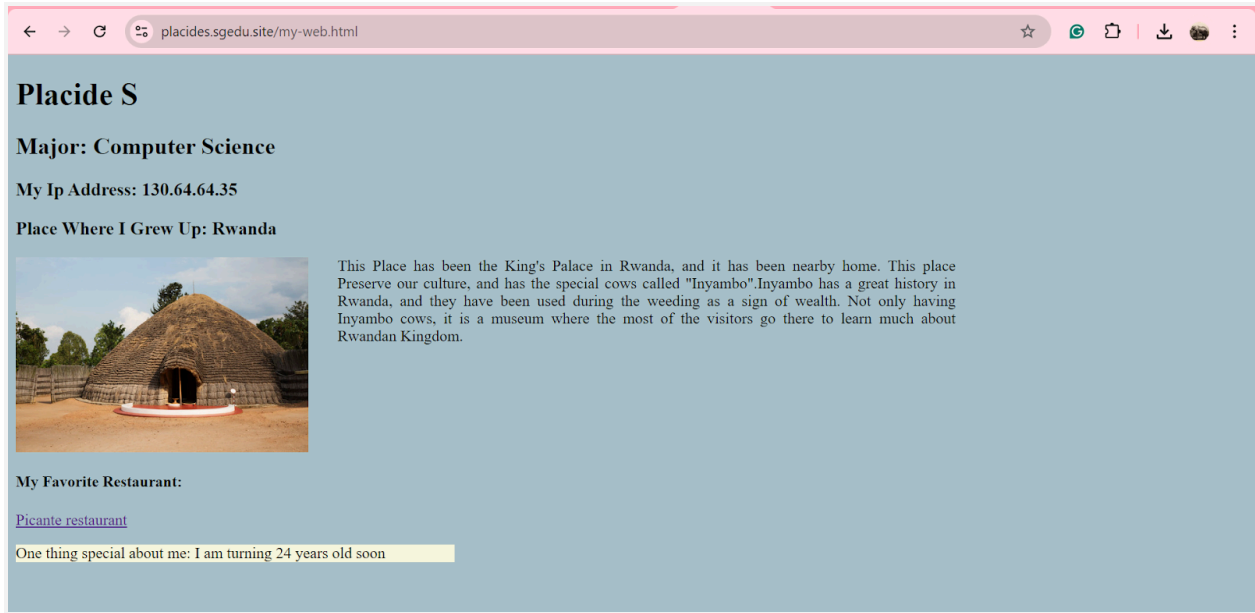 placides.sgedu.site/my-web.html
Placide S
Major: Computer Science
My Ip Address: 130.64.64.35
Place Where I Grew Up: Rwanda
This Place has been the King's Palace in Rwanda, and it has been nearby home. This place
Preserve our culture, and has the special cows called "Inyambo".Inyambo has a great history in
Rwanda, and they have been used during the weeding as a sign of wealth. Not only having
Inyambo cows, it is a museum where the most of the visitors go there to learn much about
Rwandan Kingdom.
My Favorite Restaurant:
Picante restaurant
One thing special about me: I am turning 24 years old soon